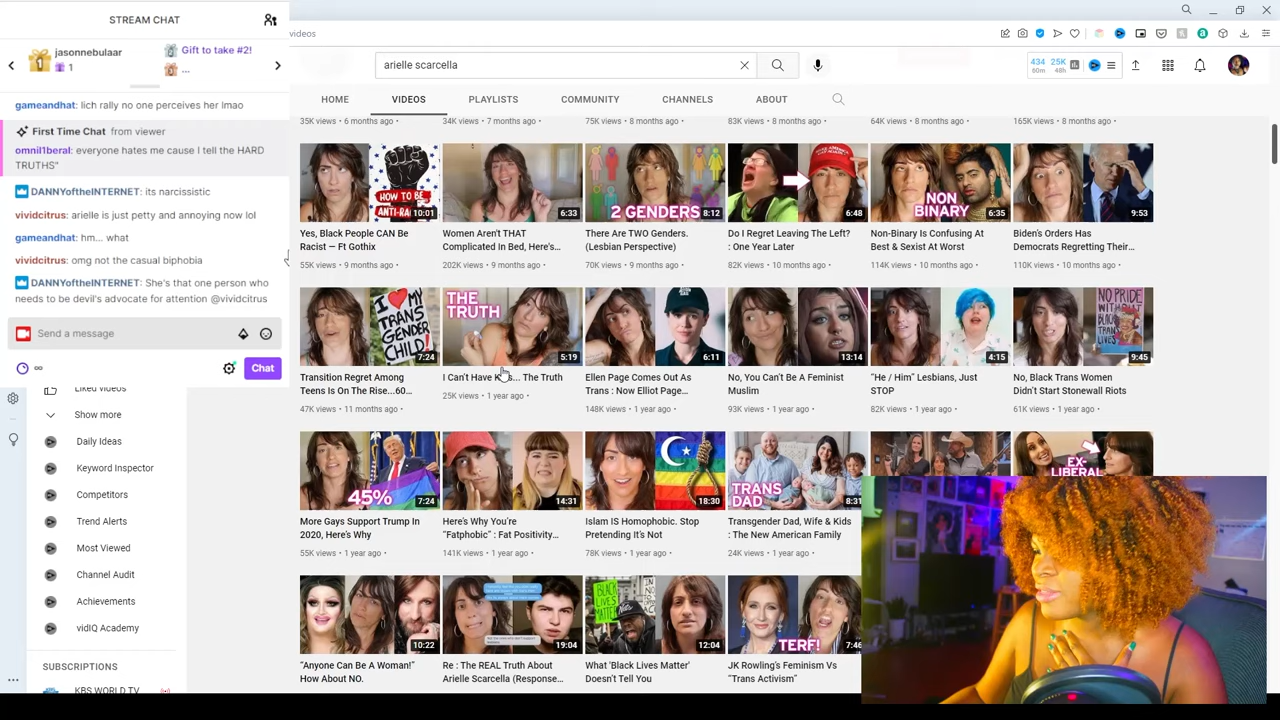 STREAM CHAT
jasonnebulaar
1
Gift to take #2!
...
gameandhat: lich rally no one perceives her lmao
First Time Chat from viewer
omnil1beral: everyone hates me cause I tell the HARD
TRUTHS"
DANNYoftheINTERNET: its narcissistic
vividcitrus: arielle is just petty and annoying now lol
gameandhat: hm... what
vividcitrus: omg not the casual biphobia
DANNYoftheINTERNET: She's that one person who
needs to be devil's advocate for attention @vividcitrus
Send a message
∞
Chat
Liked videos
Show more
Daily Ideas
Keyword Inspector
Competitors
Trend Alerts
Most Viewed
Channel Audit
Achievements
vidIQ Academy
SUBSCRIPTIONS
KBS WORLD TV
videos
arielle scarcella
434 25K
60m 48h
HOME VIDEOS PLAYLISTS COMMUNITY CHANNELS ABOUT
35K views • 6 months ago • 34K views • 7 months ago • 75K views • 8 months ago • 83K views • 8 months ago • 64K views • 8 months ago • 165K views • 8 months ago •
HOW TO BE
ANTI-RA
10:01
6:33
2 GENDERS
8:12
6:48
NON
BINARY
6:35
9:53
Yes, Black People CAN Be
Racist — Ft Gothix
55K views • 9 months ago •
Women Aren't THAT
Complicated In Bed, Here's...
202K views • 9 months ago •
There Are TWO Genders.
(Lesbian Perspective)
70K views • 9 months ago •
Do I Regret Leaving The Left?
: One Year Later
82K views • 10 months ago •
Non-Binary Is Confusing At
Best & Sexist At Worst
114K views • 10 months ago •
Biden's Orders Has
Democrats Regretting Their...
110K views • 10 months ago •
I
MY
TRANS
GENDER
CHILD!
7:24
THE
TRUTH
5:19
6:11
13:14
4:15
NO PRIDE
WITHOUT
BLACK
TRANS
LIVES
9:45
Transition Regret Among
Teens Is On The Rise...60...
47K views • 11 months ago •
I Can't Have K s... The Truth
25K views • 1 year ago •
Ellen Page Comes Out As
Trans : Now Elliot Page...
148K views • 1 year ago •
No, You Can't Be A Feminist
Muslim
93K views • 1 year ago •
"He / Him" Lesbians, Just
STOP
82K views • 1 year ago •
No, Black Trans Women
Didn't Start Stonewall Riots
61K views • 1 year ago •
45%
7:24
14:31
18:30
TRANS
DAD
8:31
EX-
LIBERAL
More Gays Support Trump In
2020, Here's Why
55K views • 1 year ago •
Here's Why You're
"Fatphobic" : Fat Positivity...
141K views • 1 year ago •
Islam IS Homophobic. Stop
Pretending It's Not
78K views • 1 year ago •
Transgender Dad, Wife & Kids
: The New American Family
24K views • 1 year ago •
10:22
19:04
BLACK
LIVES
MATTER
12:04
TERF!
7:46
"Anyone Can Be A Woman!"
How About NO.
Re : The REAL Truth About
Arielle Scarcella (Response...
What 'Black Lives Matter'
Doesn't Tell You
JK Rowling's Feminism Vs
"Trans Activism"